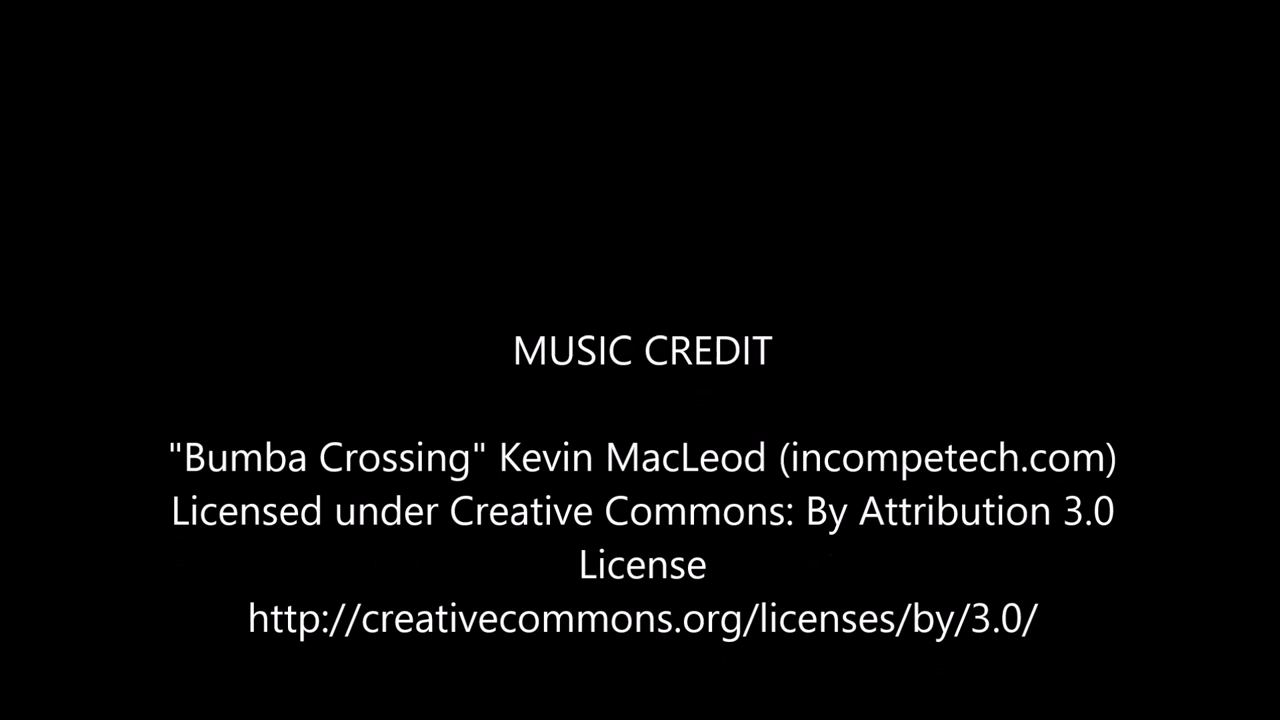 MUSIC CREDIT
"Bumba Crossing" Kevin MacLeod (incompetech.com)
Licensed under Creative Commons: By Attribution 3.0
License
http://creativecommons.org/licenses/by/3.0/